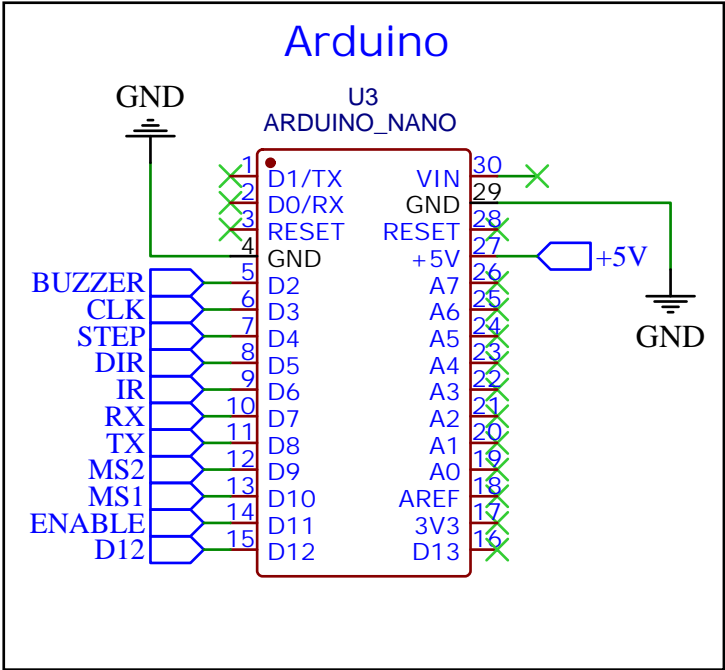 Arduino
GND
U3
ARDUINO_NANO
1 D1/TX VIN 30
2 D0/RX GND 29
3 RESET RESET 28
4 GND +5V 27 +5V
BUZZER 5 D2 A7 26
CLK 6 D3 A6 25
STEP 7 D4 A5 24
GND
DIR 8 D5 A4 23
IR 9 D6 A3 22
RX 10 D7 A2 21
TX 11 D8 A1 20
MS2 12 D9 A0 19
MS1 13 D10 AREF 18
ENABLE 14 D11 3V3 17
D12 15 D12 D13 16